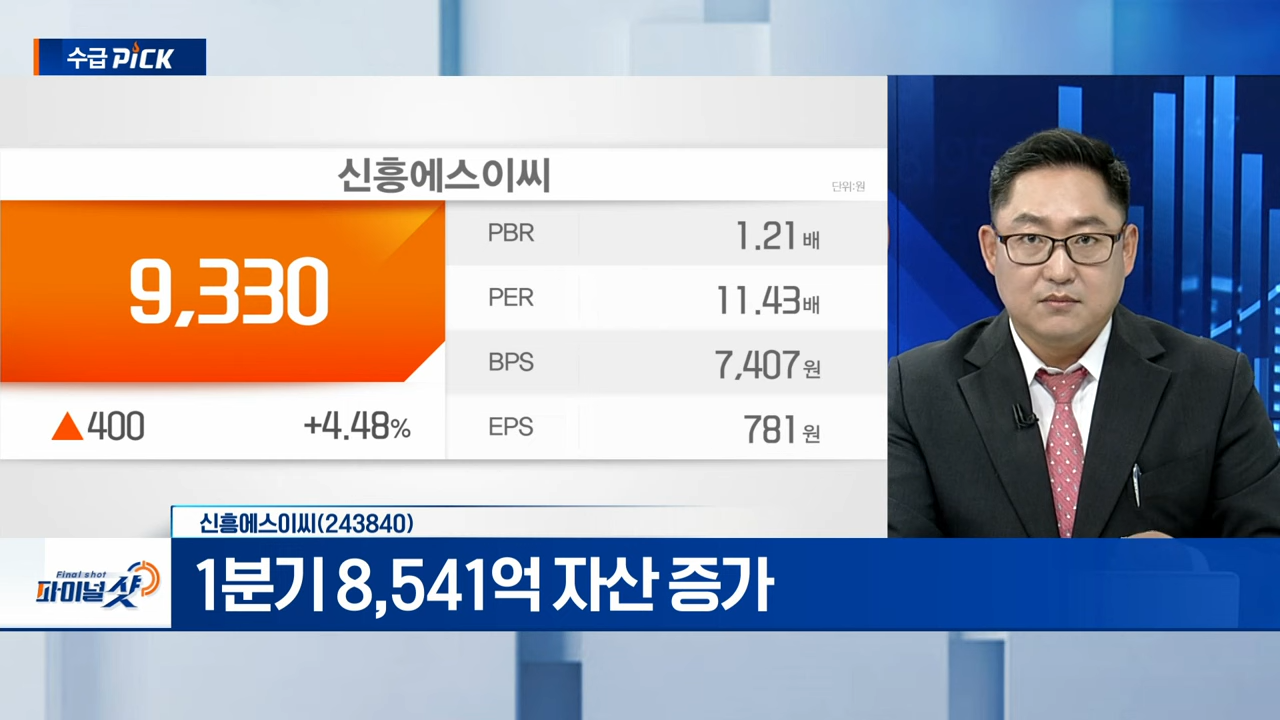 수급 PiCK
신흥에스이씨
단위:원
9,330
▲400 +4.48%
PBR 1.21배
PER 11.43배
BPS 7,407원
EPS 781원
신흥에스이씨(243840)
Final shot
파이널샷
1분기 8,541억 자산 증가